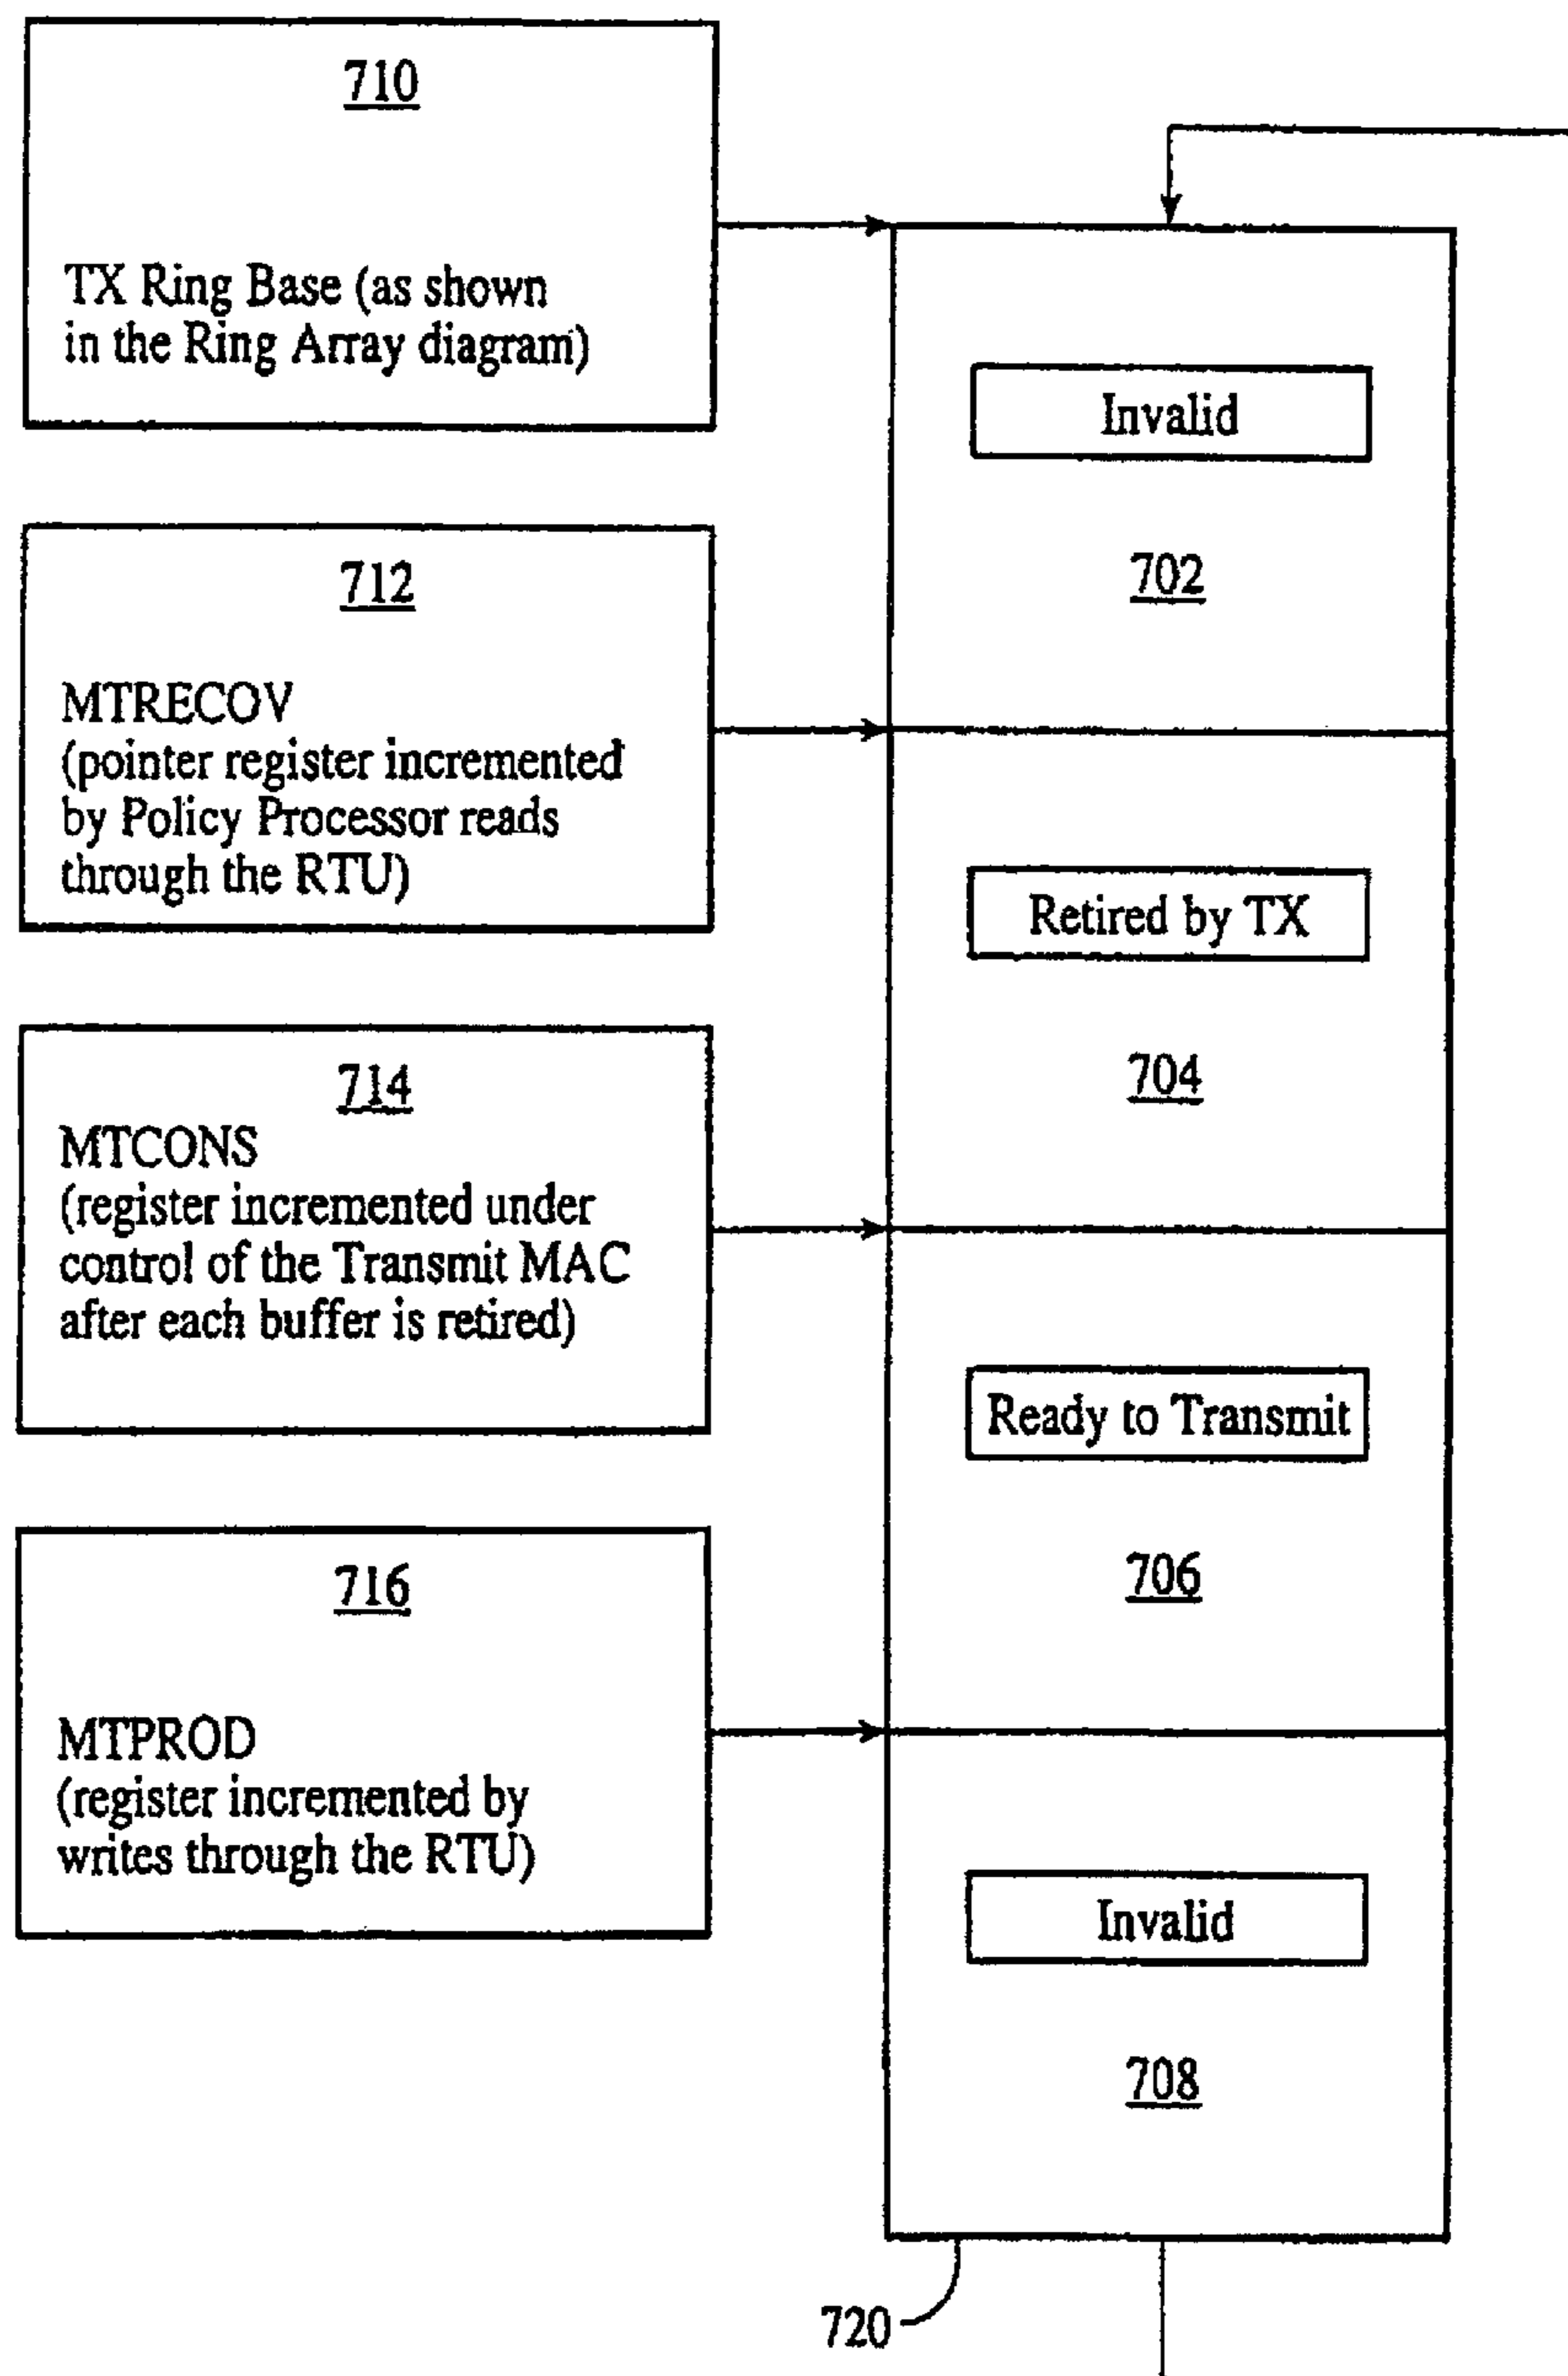 710
TX Ring Base (as shown
in the Ring Array diagram)
712
MTRECOV
(pointer register incremented
by Policy Processor reads
through the RTU)
714
MTCONS
(register incremented under
control of the Transmit MAC
after each buffer is retired)
716
MTPROD
(register incremented by
writes through the RTU)
Invalid
702
Retired by TX
704
Ready to Transmit
706
Invalid
708
720